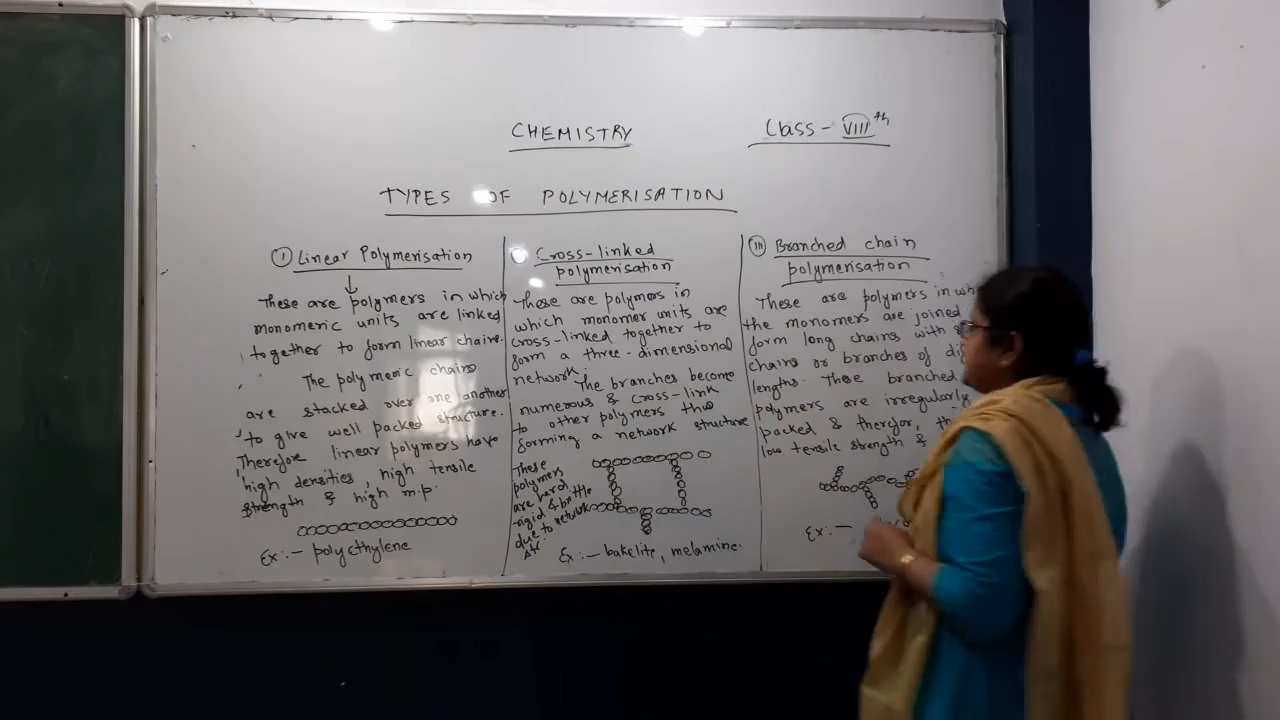 CHEMISTRY
Class - VIII th
TYPES OF POLYMERISATION
I Linear Polymerisation
These are polymers in which
monomeric units are linked
together to form linear chains.
The polymeric chains
are stacked over one another
to give well packed structure.
Therefore linear polymers have
high densities, high tensile
strength & high m.p.
Ex:- polyethylene
Cross-linked
polymerisation
These are polymers in
which monomer units are
cross-linked together to
form a three-dimensional
network.
The branches become
numerous & cross-link
to other polymers thus
forming a network structure
These
polymers
are hard,
rigid & brittle
due to network
str.
Ex:- bakelite, melamine.
III Branched chain
polymerisation
These are polymers in
the monomers are joined
form long chains with
chains or branches of
lengths. These branched
polymers are irregularly
packed & therefor,
low tensile strength &
Ex:-